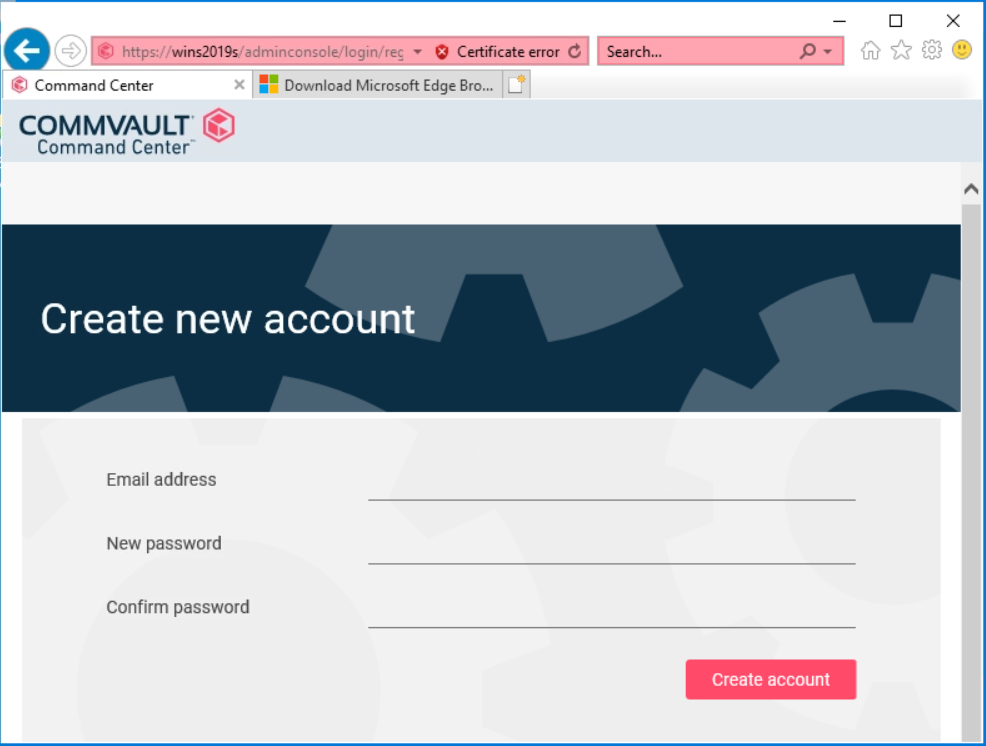 https://wins2019s/adminconsole/login/reg
Certificate error
Search...
Command Center
Download Microsoft Edge Bro...
COMMVAULT
Command Center™
Create new account
Email address
New password
Confirm password
Create account